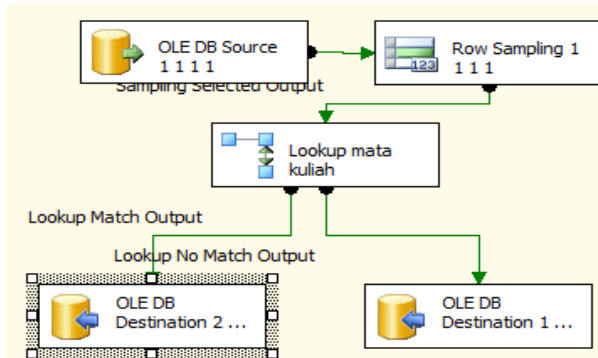 OLE DB Source
1 1 1 1
Row Sampling 1
1 1 1
Sampling Selected Output
Lookup mata
kuliah
Lookup Match Output
Lookup No Match Output
OLE DB
Destination 2 ...
OLE DB
Destination 1 ...
123